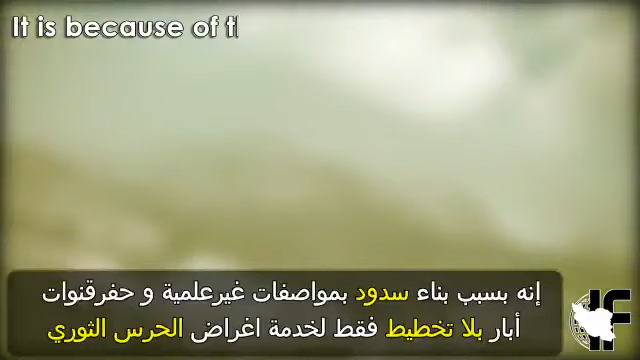 It is because of t
إنه بسبب بناء سدود بمواصفات غيرعلمية و حفرقنوات
أبار بلا تخطيط فقط لخدمة اغراض الحرس الثوري
IF